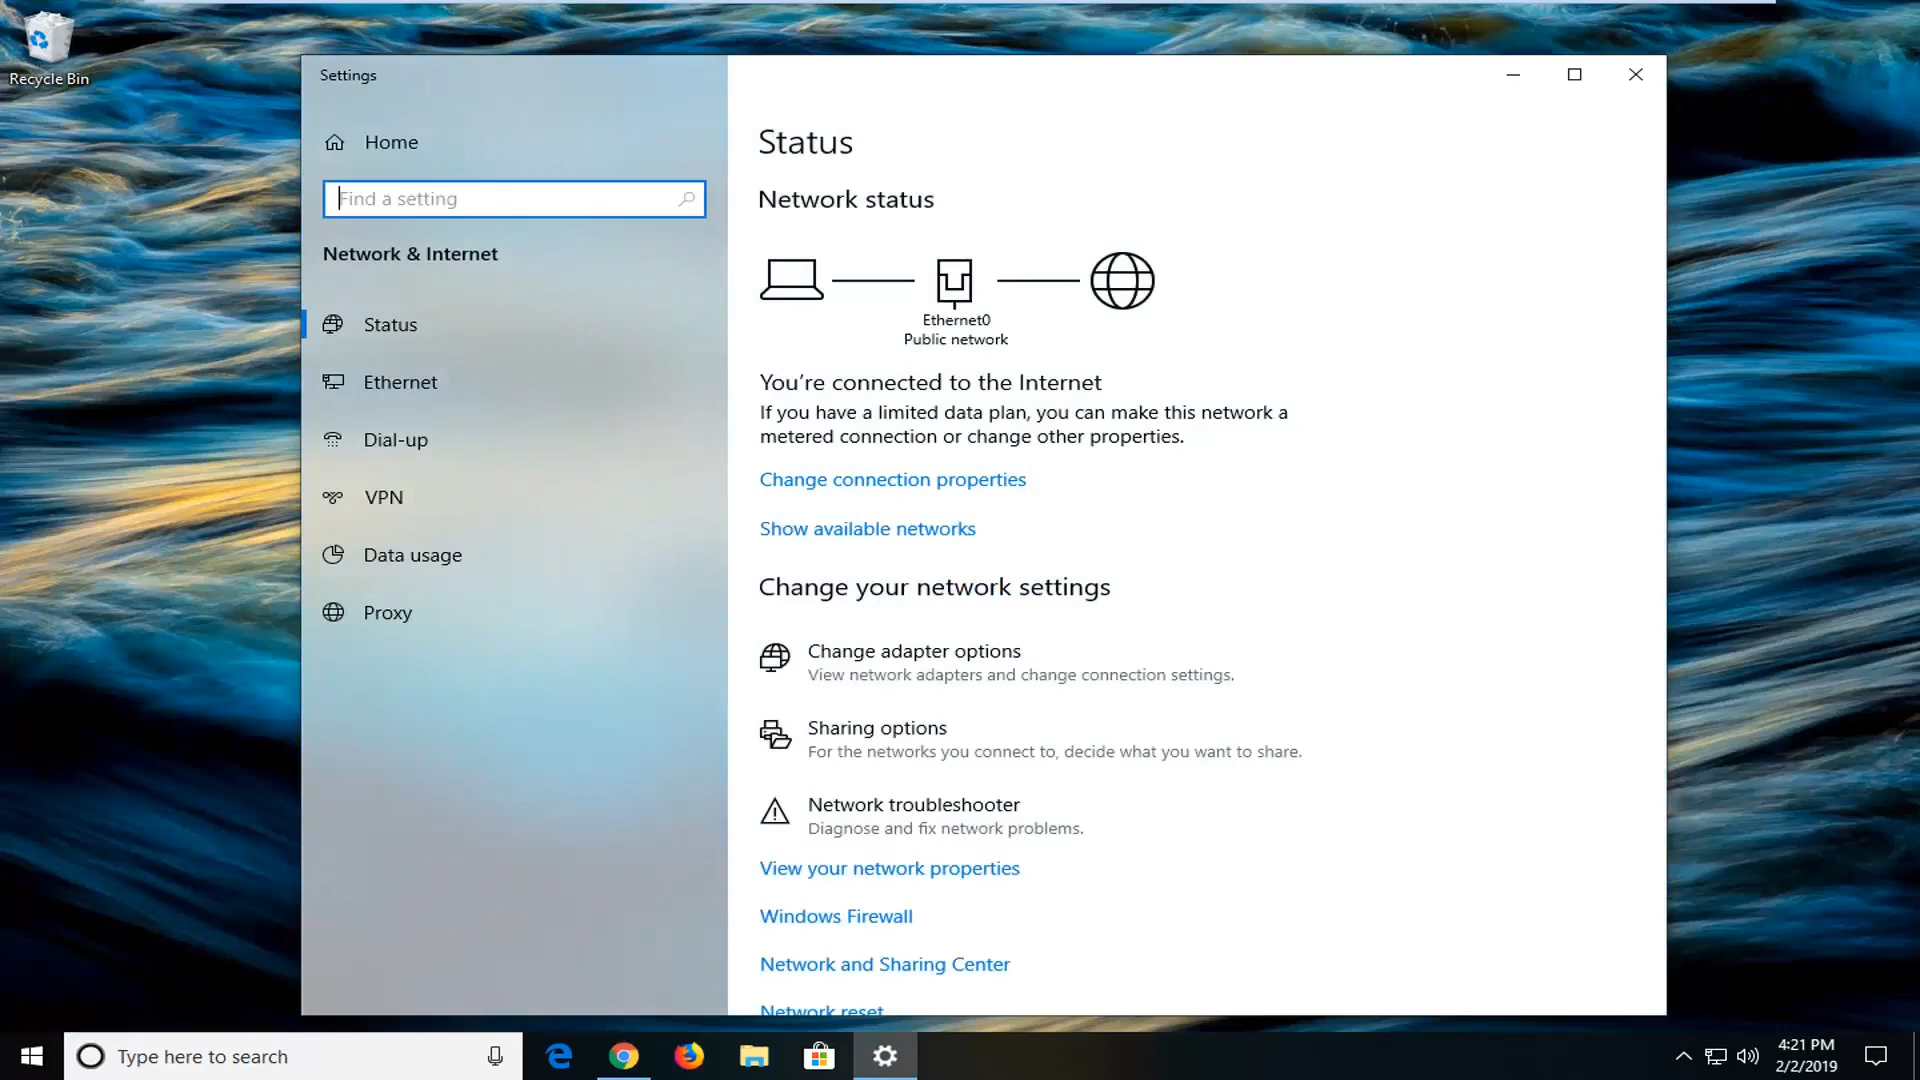 Recycle Bin
Settings
Home
Find a setting
Network & Internet
Status
Ethernet
Dial-up
VPN
Data usage
Proxy
Status
Network status
Ethernet0
Public network
You're connected to the Internet
If you have a limited data plan, you can make this network a
metered connection or change other properties.
Change connection properties
Show available networks
Change your network settings
Change adapter options
View network adapters and change connection settings.
Sharing options
For the networks you connect to, decide what you want to share.
Network troubleshooter
Diagnose and fix network problems.
View your network properties
Windows Firewall
Network and Sharing Center
Network reset
Type here to search
4:21 PM
2/2/2019